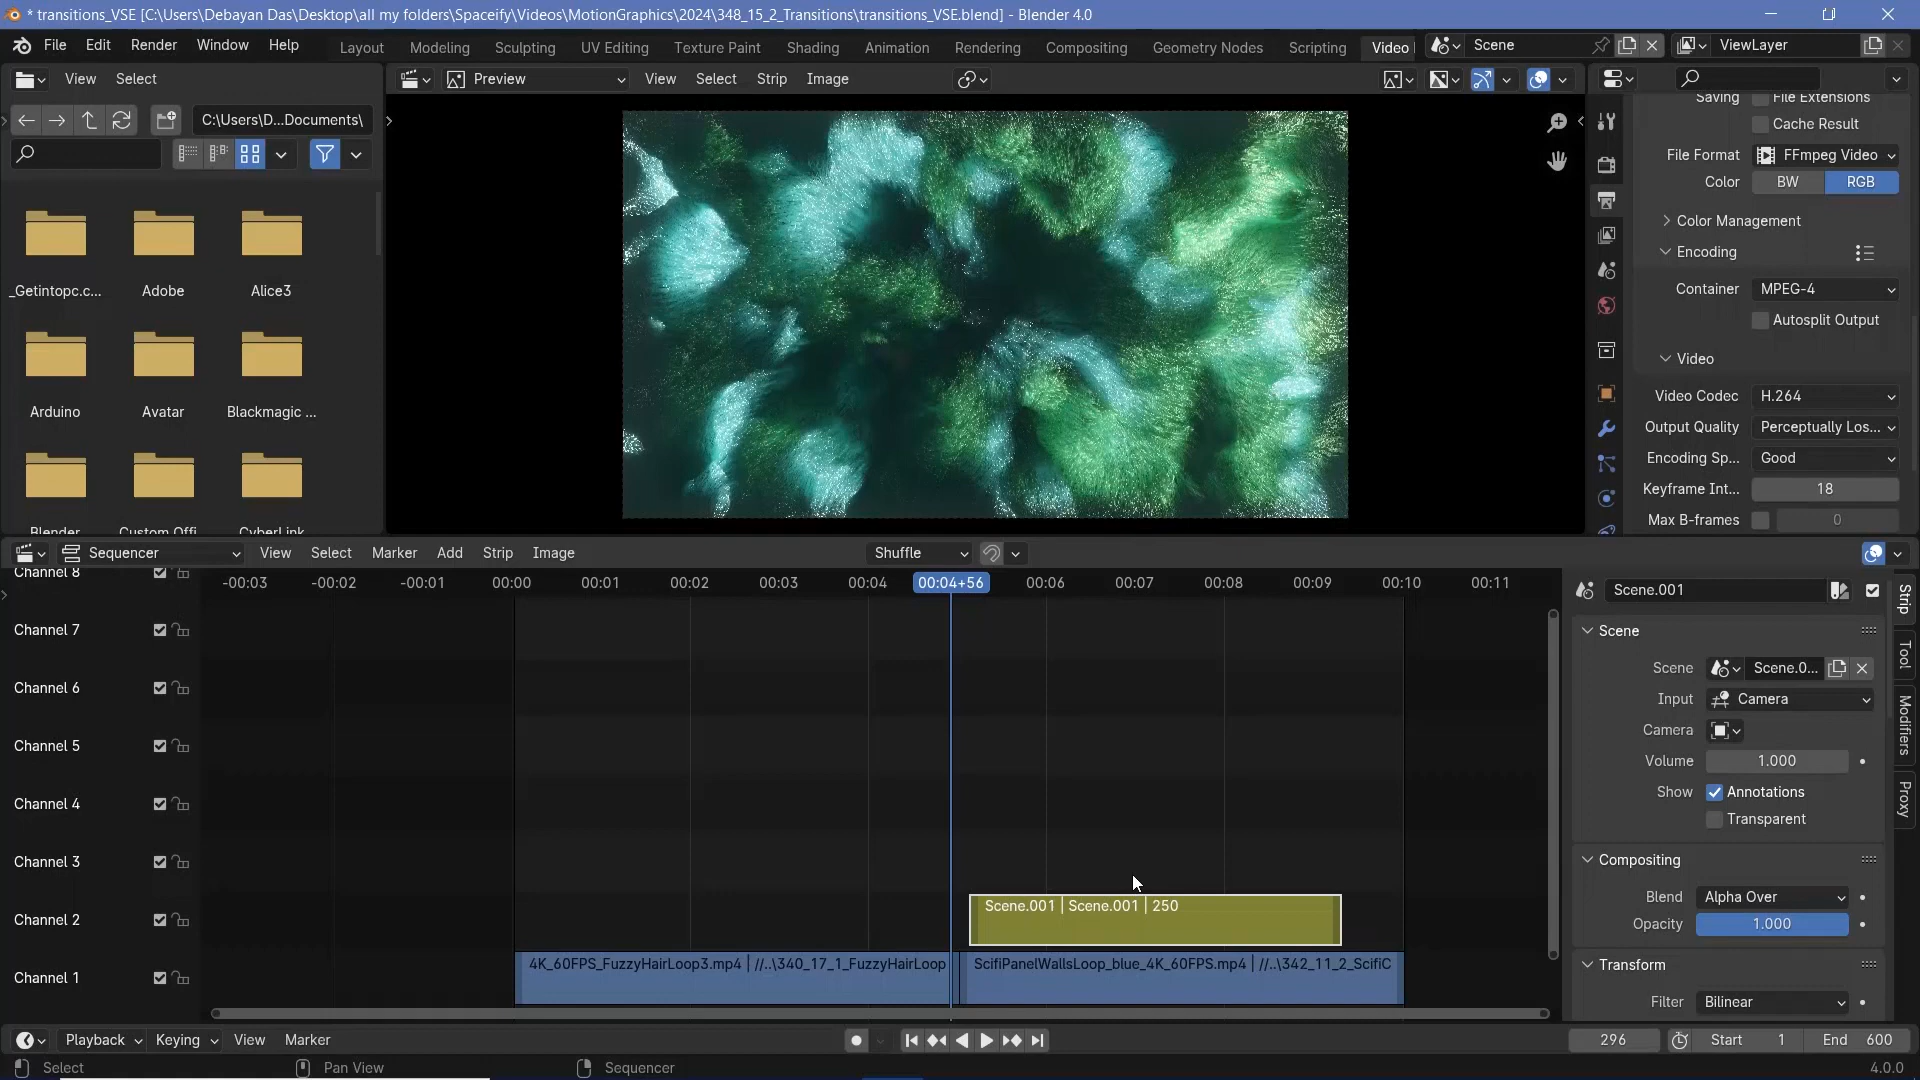 * transitions_VSE [C:\Users\Debayan Das\Desktop\all my folders\Spaceify\Videos\MotionGraphics\2024\348_15_2_Transitions\transitions_VSE.blend] - Blender 4.0
File Edit Render Window Help Layout Modeling Sculpting UV Editing Texture Paint Shading Animation Rendering Compositing Geometry Nodes Scripting Video Scene ViewLayer
View Select
Preview View Select Strip Image
C:\Users\D...Documents\
_Getintopc.c... Adobe Alice3
Arduino Avatar Blackmagic ...
Blender Custom Offi... CyberLink
Saving File Extensions
Cache Result
File Format FFmpeg Video
Color BW RGB
Color Management
Encoding
Container MPEG-4
Autosplit Output
Video
Video Codec H.264
Output Quality Perceptually Los...
Encoding Sp... Good
Keyframe Int... 18
Max B-frames 0
Sequencer View Select Marker Add Strip Image Shuffle
-00:03 -00:02 -00:01 00:00 00:01 00:02 00:03 00:04 00:04+56 00:06 00:07 00:08 00:09 00:10 00:11
Channel 8
Channel 7
Channel 6
Channel 5
Channel 4
Channel 3
Channel 2
Channel 1
Scene.001 | Scene.001 | 250
4K_60FPS_FuzzyHairLoop3.mp4 | //..\340_17_1_FuzzyHairLoop
ScifiPanelWallsLoop_blue_4K_60FPS.mp4 | //..\342_11_2_ScifiC
Scene.001
Scene
Scene Scene.0...
Input Camera
Camera
Volume 1.000
Show Annotations
Transparent
Compositing
Blend Alpha Over
Opacity 1.000
Transform
Filter Bilinear
Strip
Tool
Modifiers
Proxy
Playback Keying View Marker 296 Start 1 End 600
Select Pan View Sequencer 4.0.0